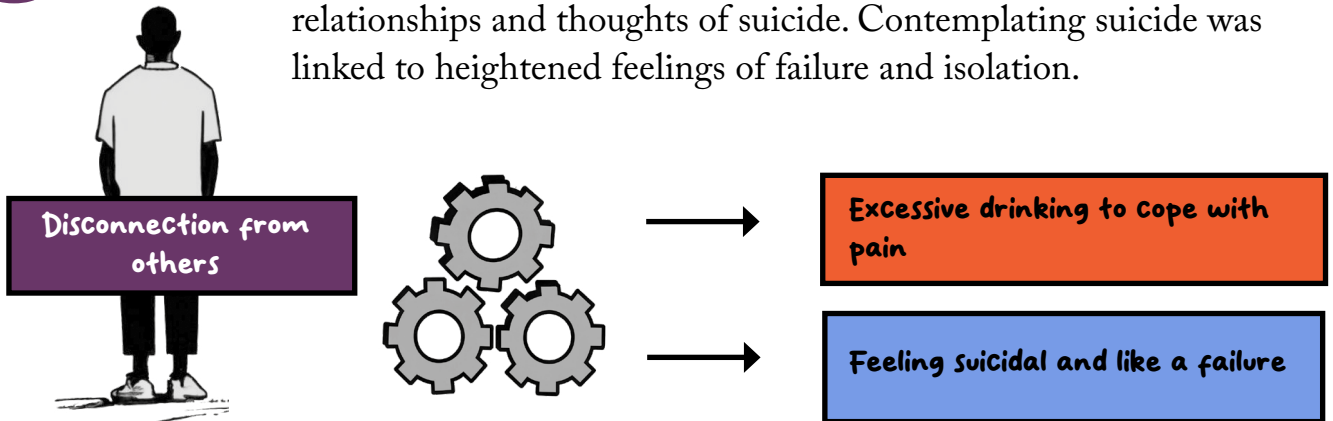 relationships and thoughts of suicide. Contemplating suicide was
linked to heightened feelings of failure and isolation.
Disconnection from
others
Excessive drinking to cope with
pain
Feeling suicidal and like a failure